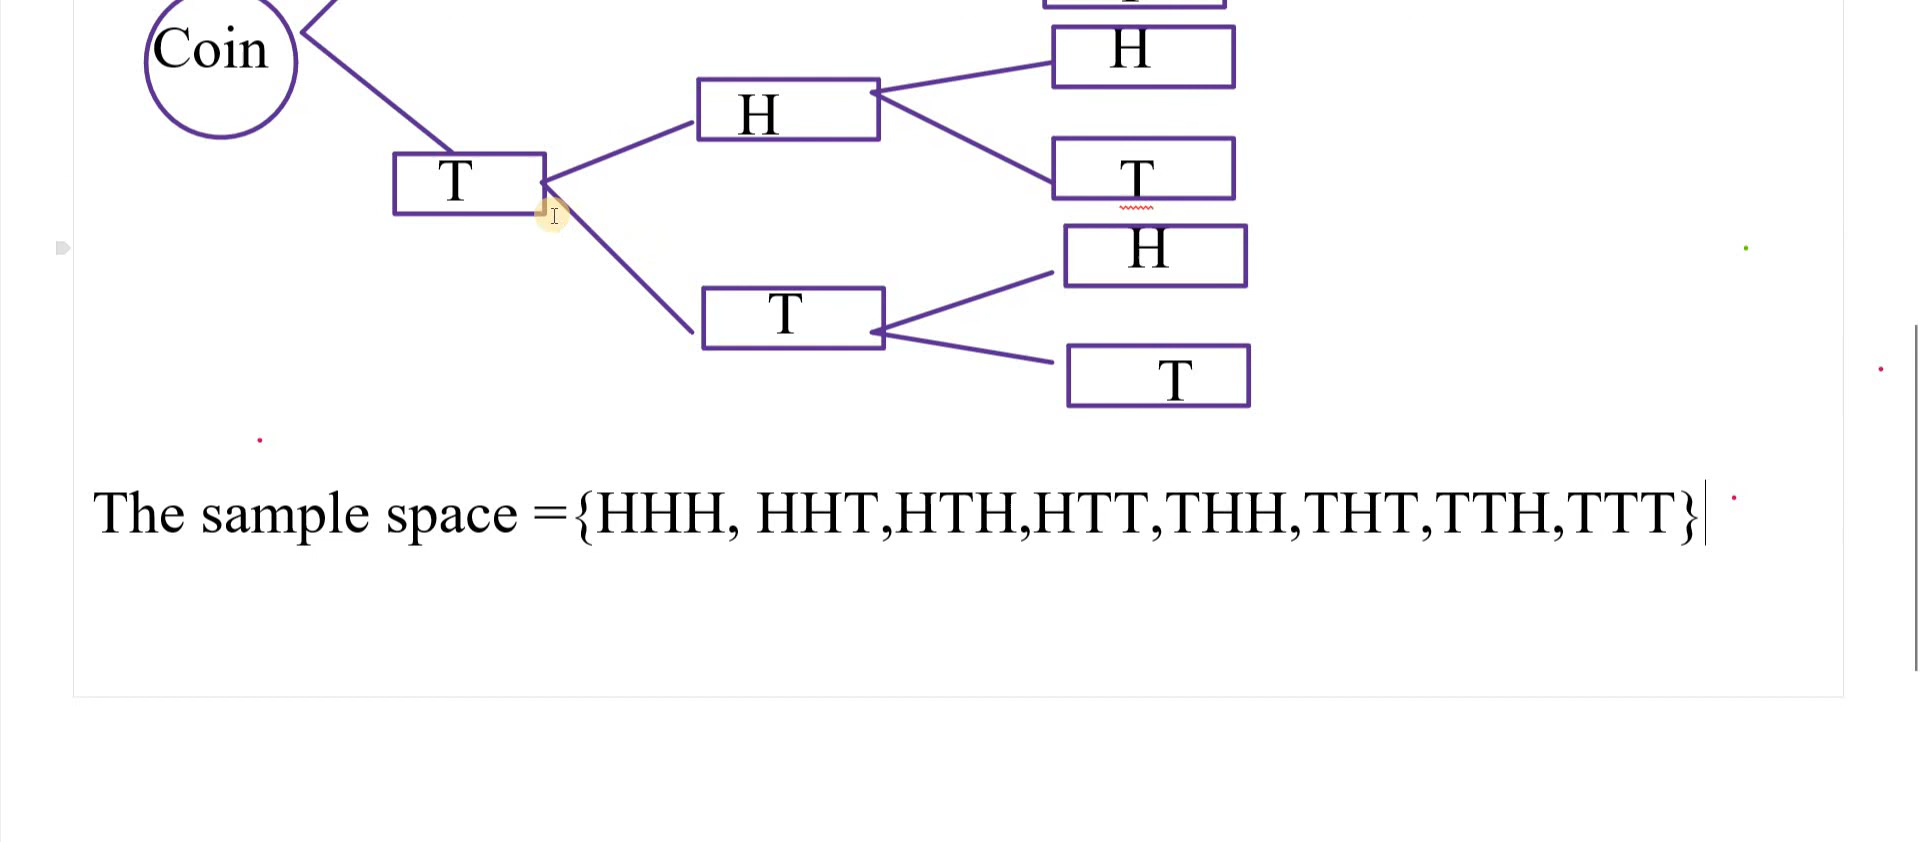 Coin
H
H
T
T
H
T
T
The sample space ={HHH, HHT,HTH,HTT,THH,THT,TTH,TTT}